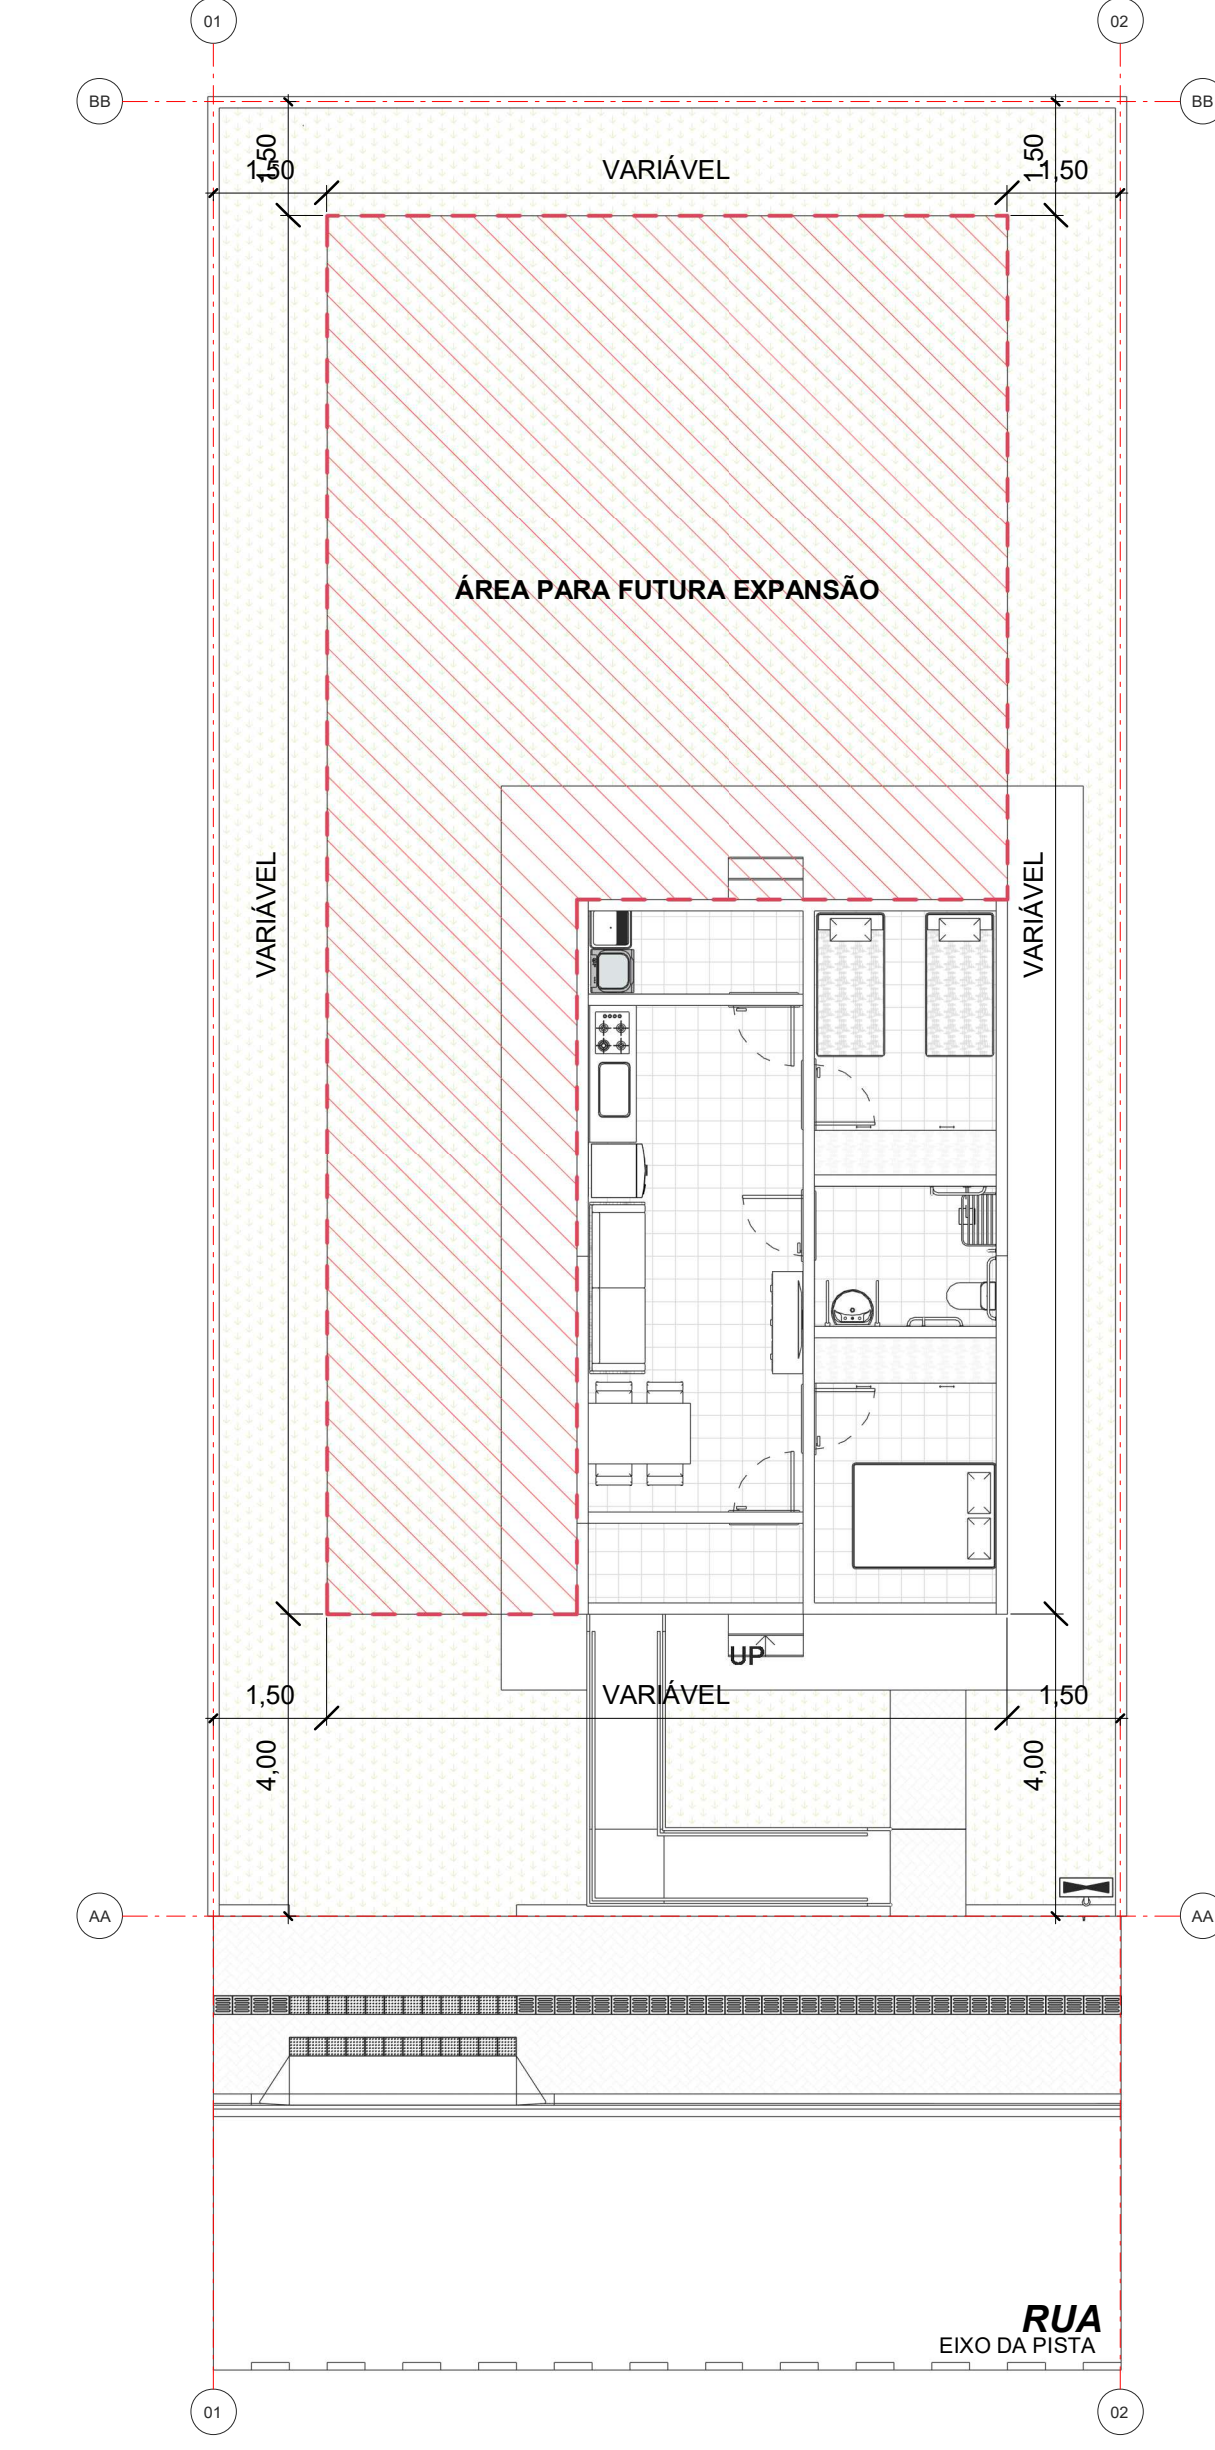 01
02
BB
BB
1,50
1,50
VARIÁVEL
1,50
1,50
ÁREA PARA FUTURA EXPANSÃO
VARIÁVEL
VARIÁVEL
UP
1,50
VARIÁVEL
1,50
4,00
4,00
AA
AA
RUA
EIXO DA PISTA
01
02